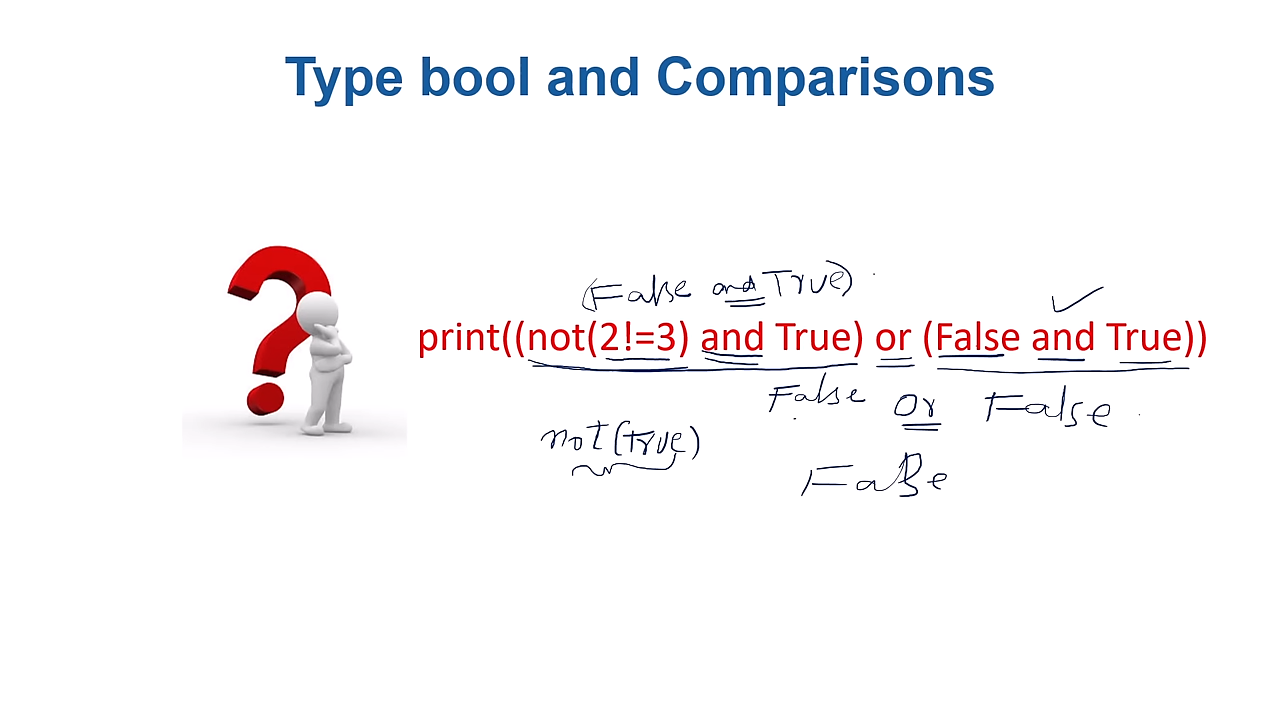 Type bool and Comparisons
(False and True)
print((not(2!=3) and True) or (False and True))
False or False
not(true)
False